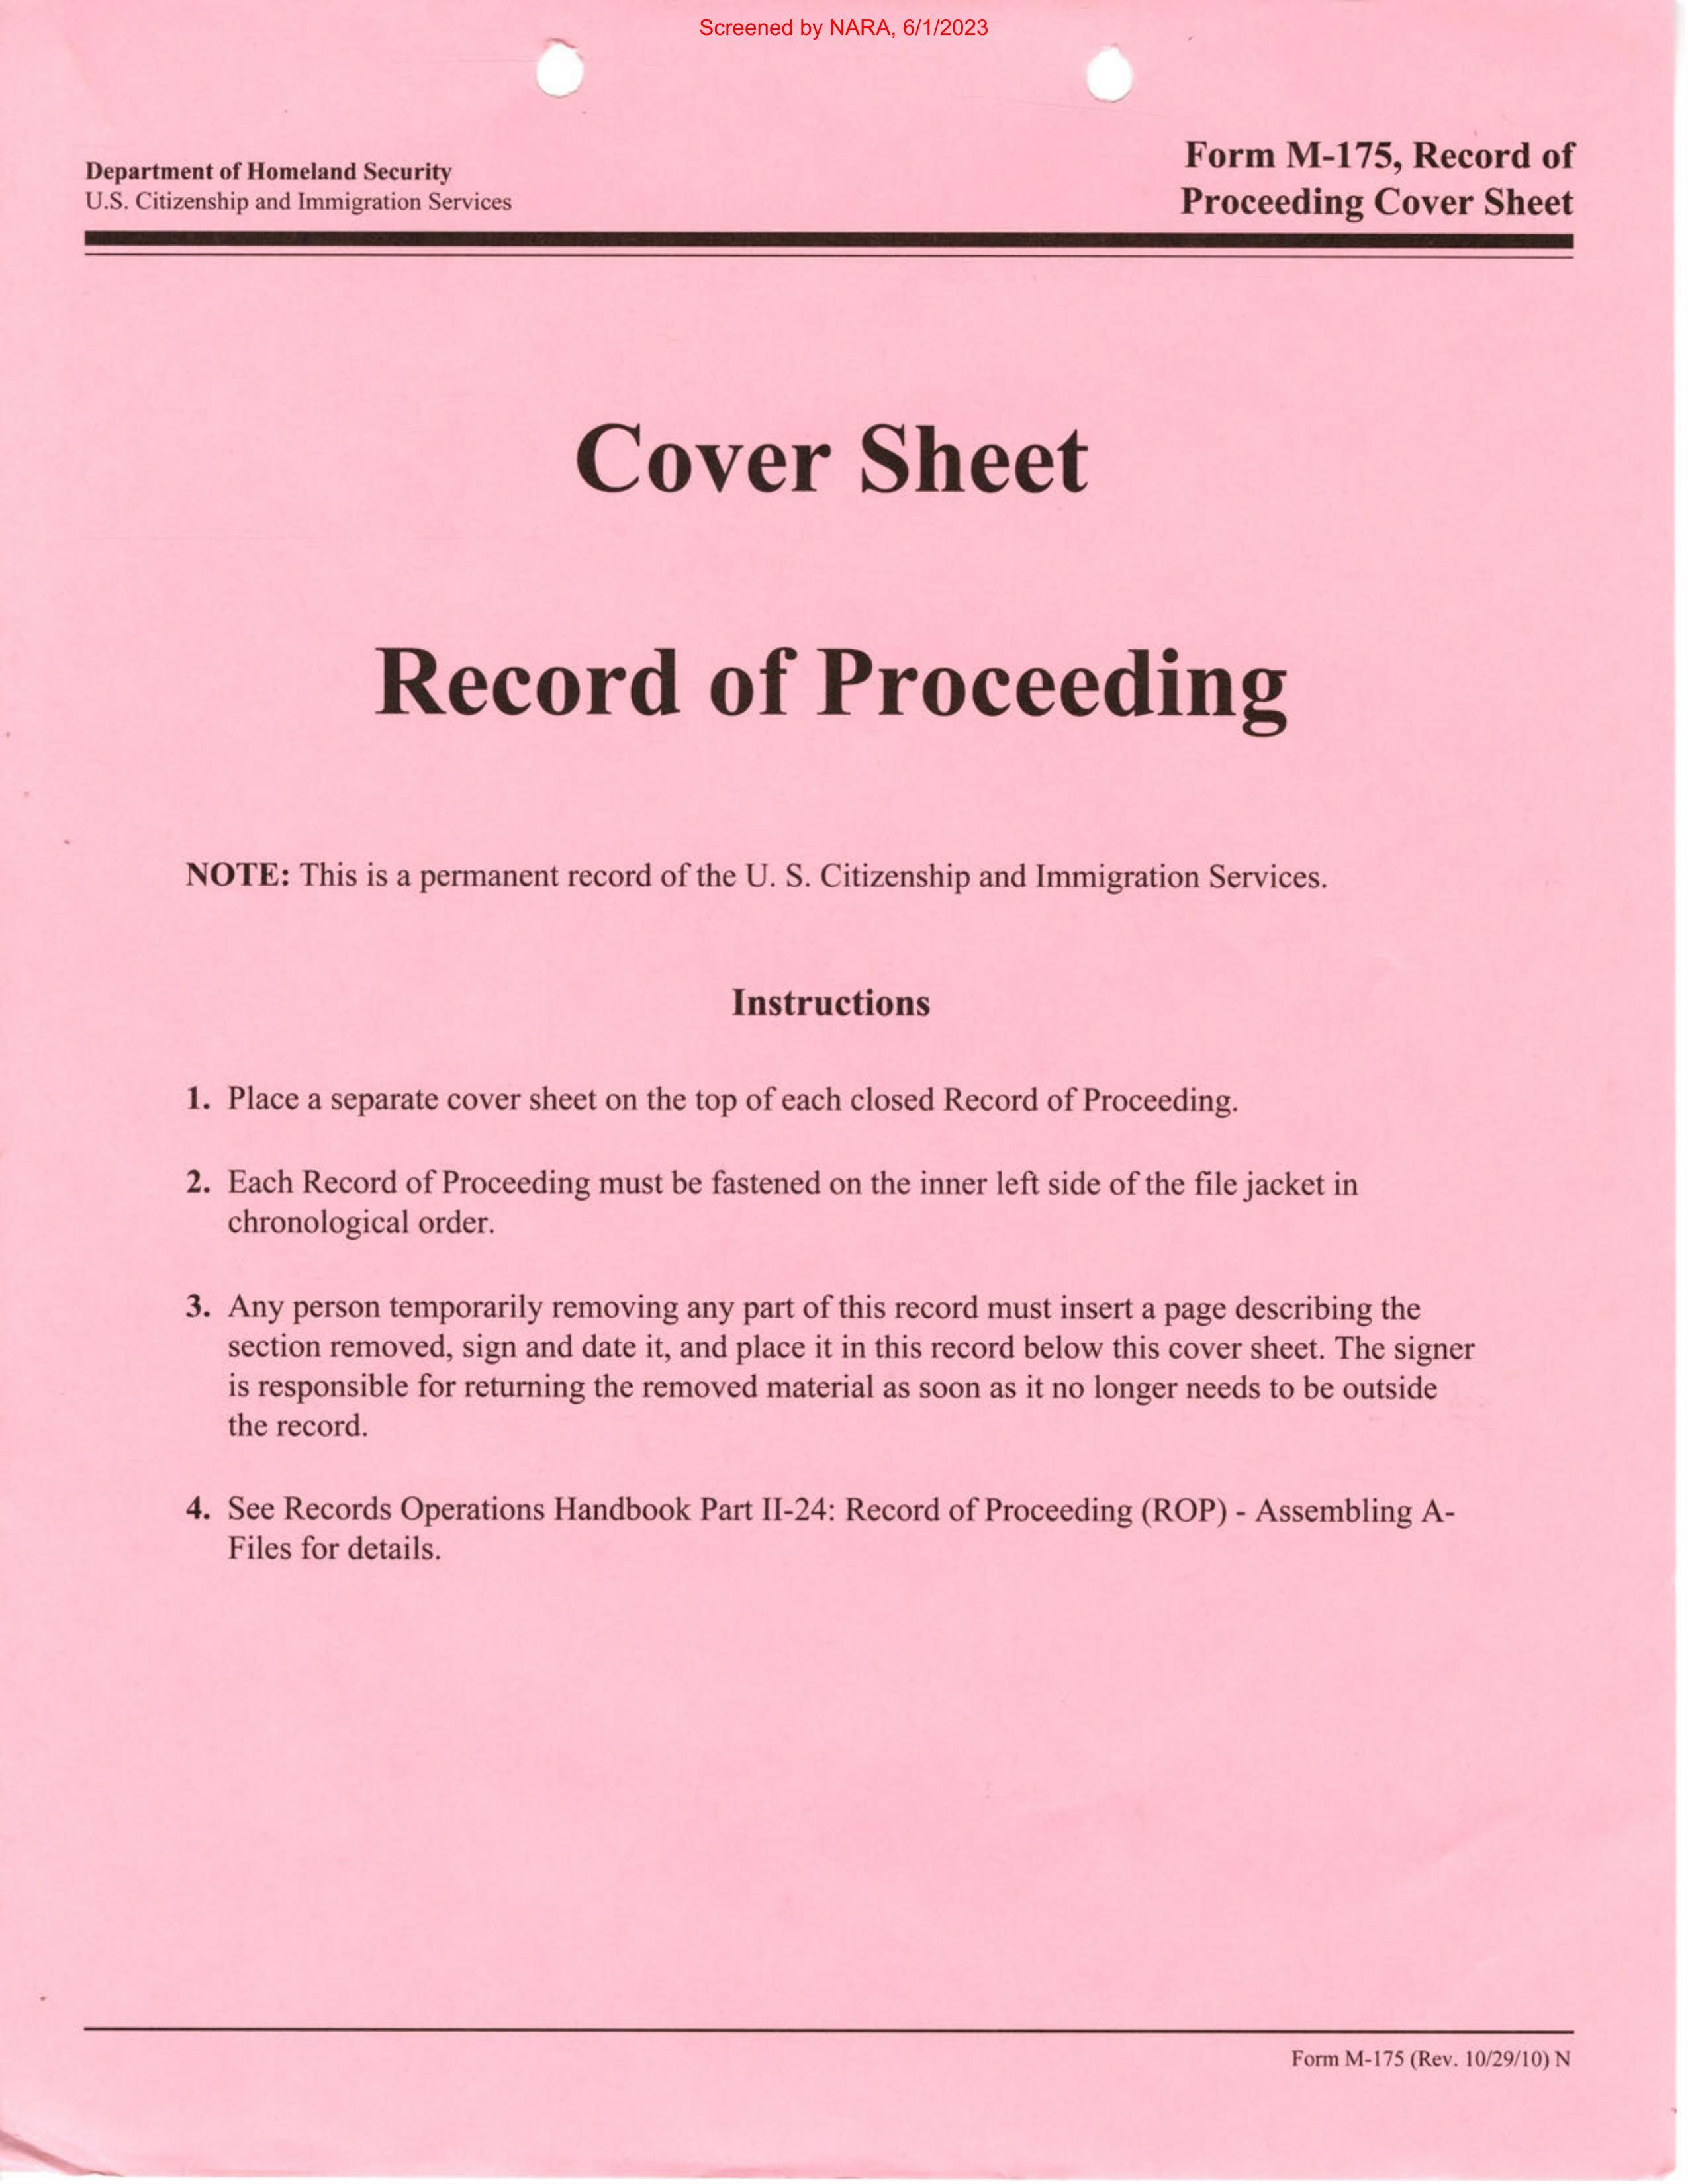 Screened by NARA, 6/1/2023
Department of Homeland Security
U.S. Citizenship and Immigration Services
Form M-175, Record of
Proceeding Cover Sheet
Cover Sheet
Record of Proceeding
NOTE: This is a permanent record of the U. S. Citizenship and Immigration Services.
Instructions
1. Place a separate cover sheet on the top of each closed Record of Proceeding.
2. Each Record of Proceeding must be fastened on the inner left side of the file jacket in
chronological order.
3. Any person temporarily removing any part of this record must insert a page describing the
section removed, sign and date it, and place it in this record below this cover sheet. The signer
is responsible for returning the removed material as soon as it no longer needs to be outside
the record.
4. See Records Operations Handbook Part II-24: Record of Proceeding (ROP) - Assembling A-
Files for details.
Form M-175 (Rev. 10/29/10) N